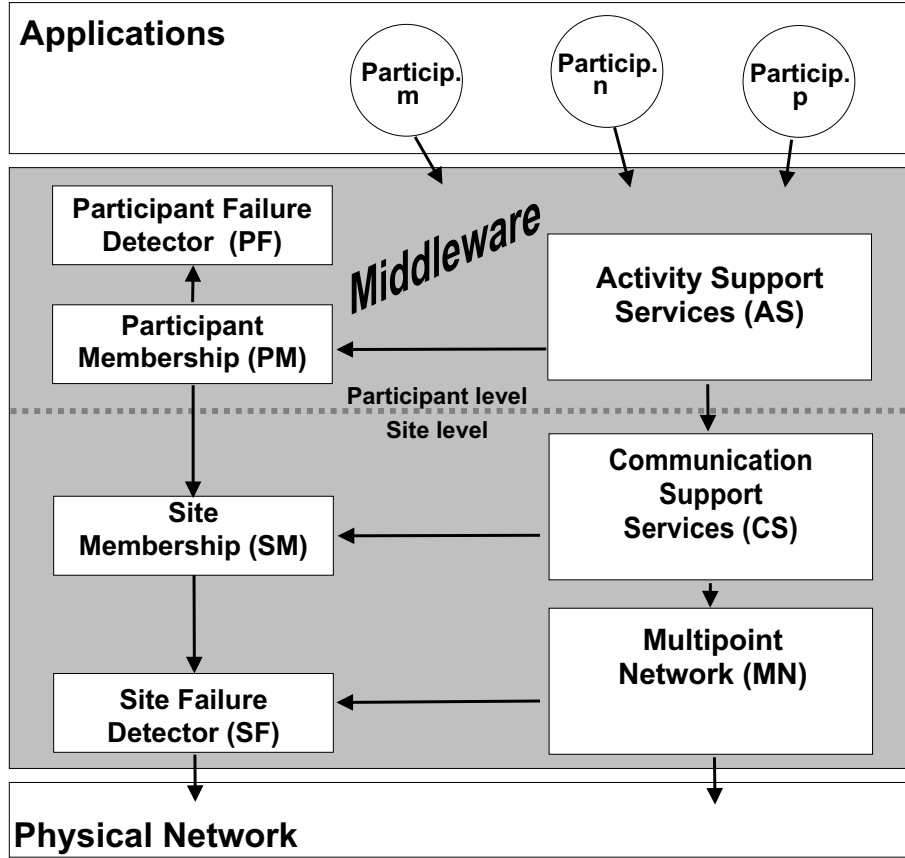 Applications
Particip.
m
Particip.
n
Particip.
p
Participant Failure
Detector (PF)
Middleware
Activity Support
Services (AS)
Participant
Membership (PM)
Participant level
Site level
Communication
Support
Services (CS)
Site
Membership (SM)
Multipoint
Network (MN)
Site Failure
Detector (SF)
Physical Network